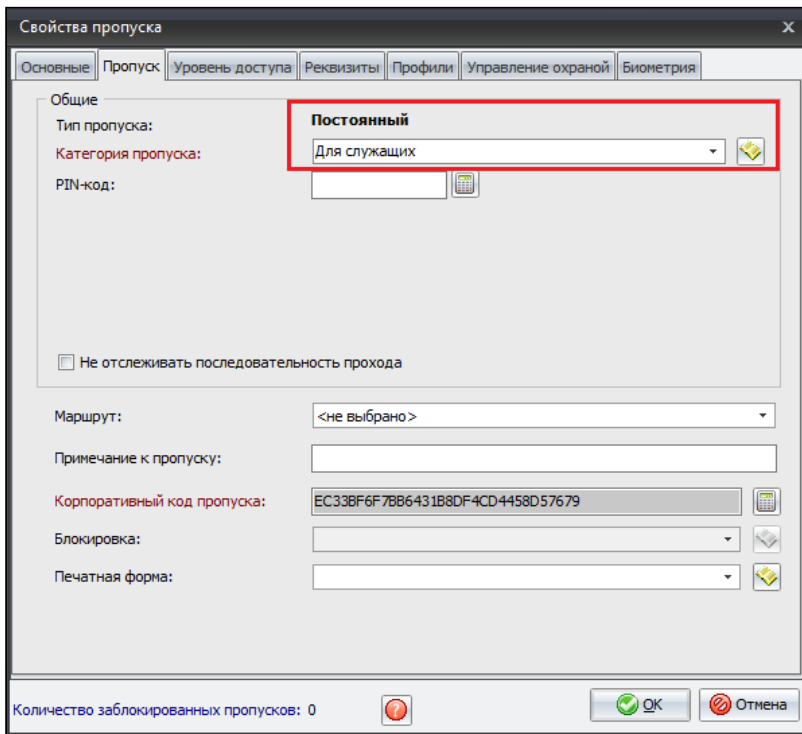 Свойства пропуска x
Основные Пропуск Уровень доступа Реквизиты Профили Управление охраной Биометрия
Общие
Тип пропуска: Постоянный
Категория пропуска: Для служащих
PIN-код:
Не отслеживать последовательность прохода
Маршрут: <не выбрано>
Примечание к пропуску:
Корпоративный код пропуска: EC33BF6F7BB6431B8DF4CD4458D57679
Блокировка:
Печатная форма:
Количество заблокированных пропусков: 0 ? OK Отмена